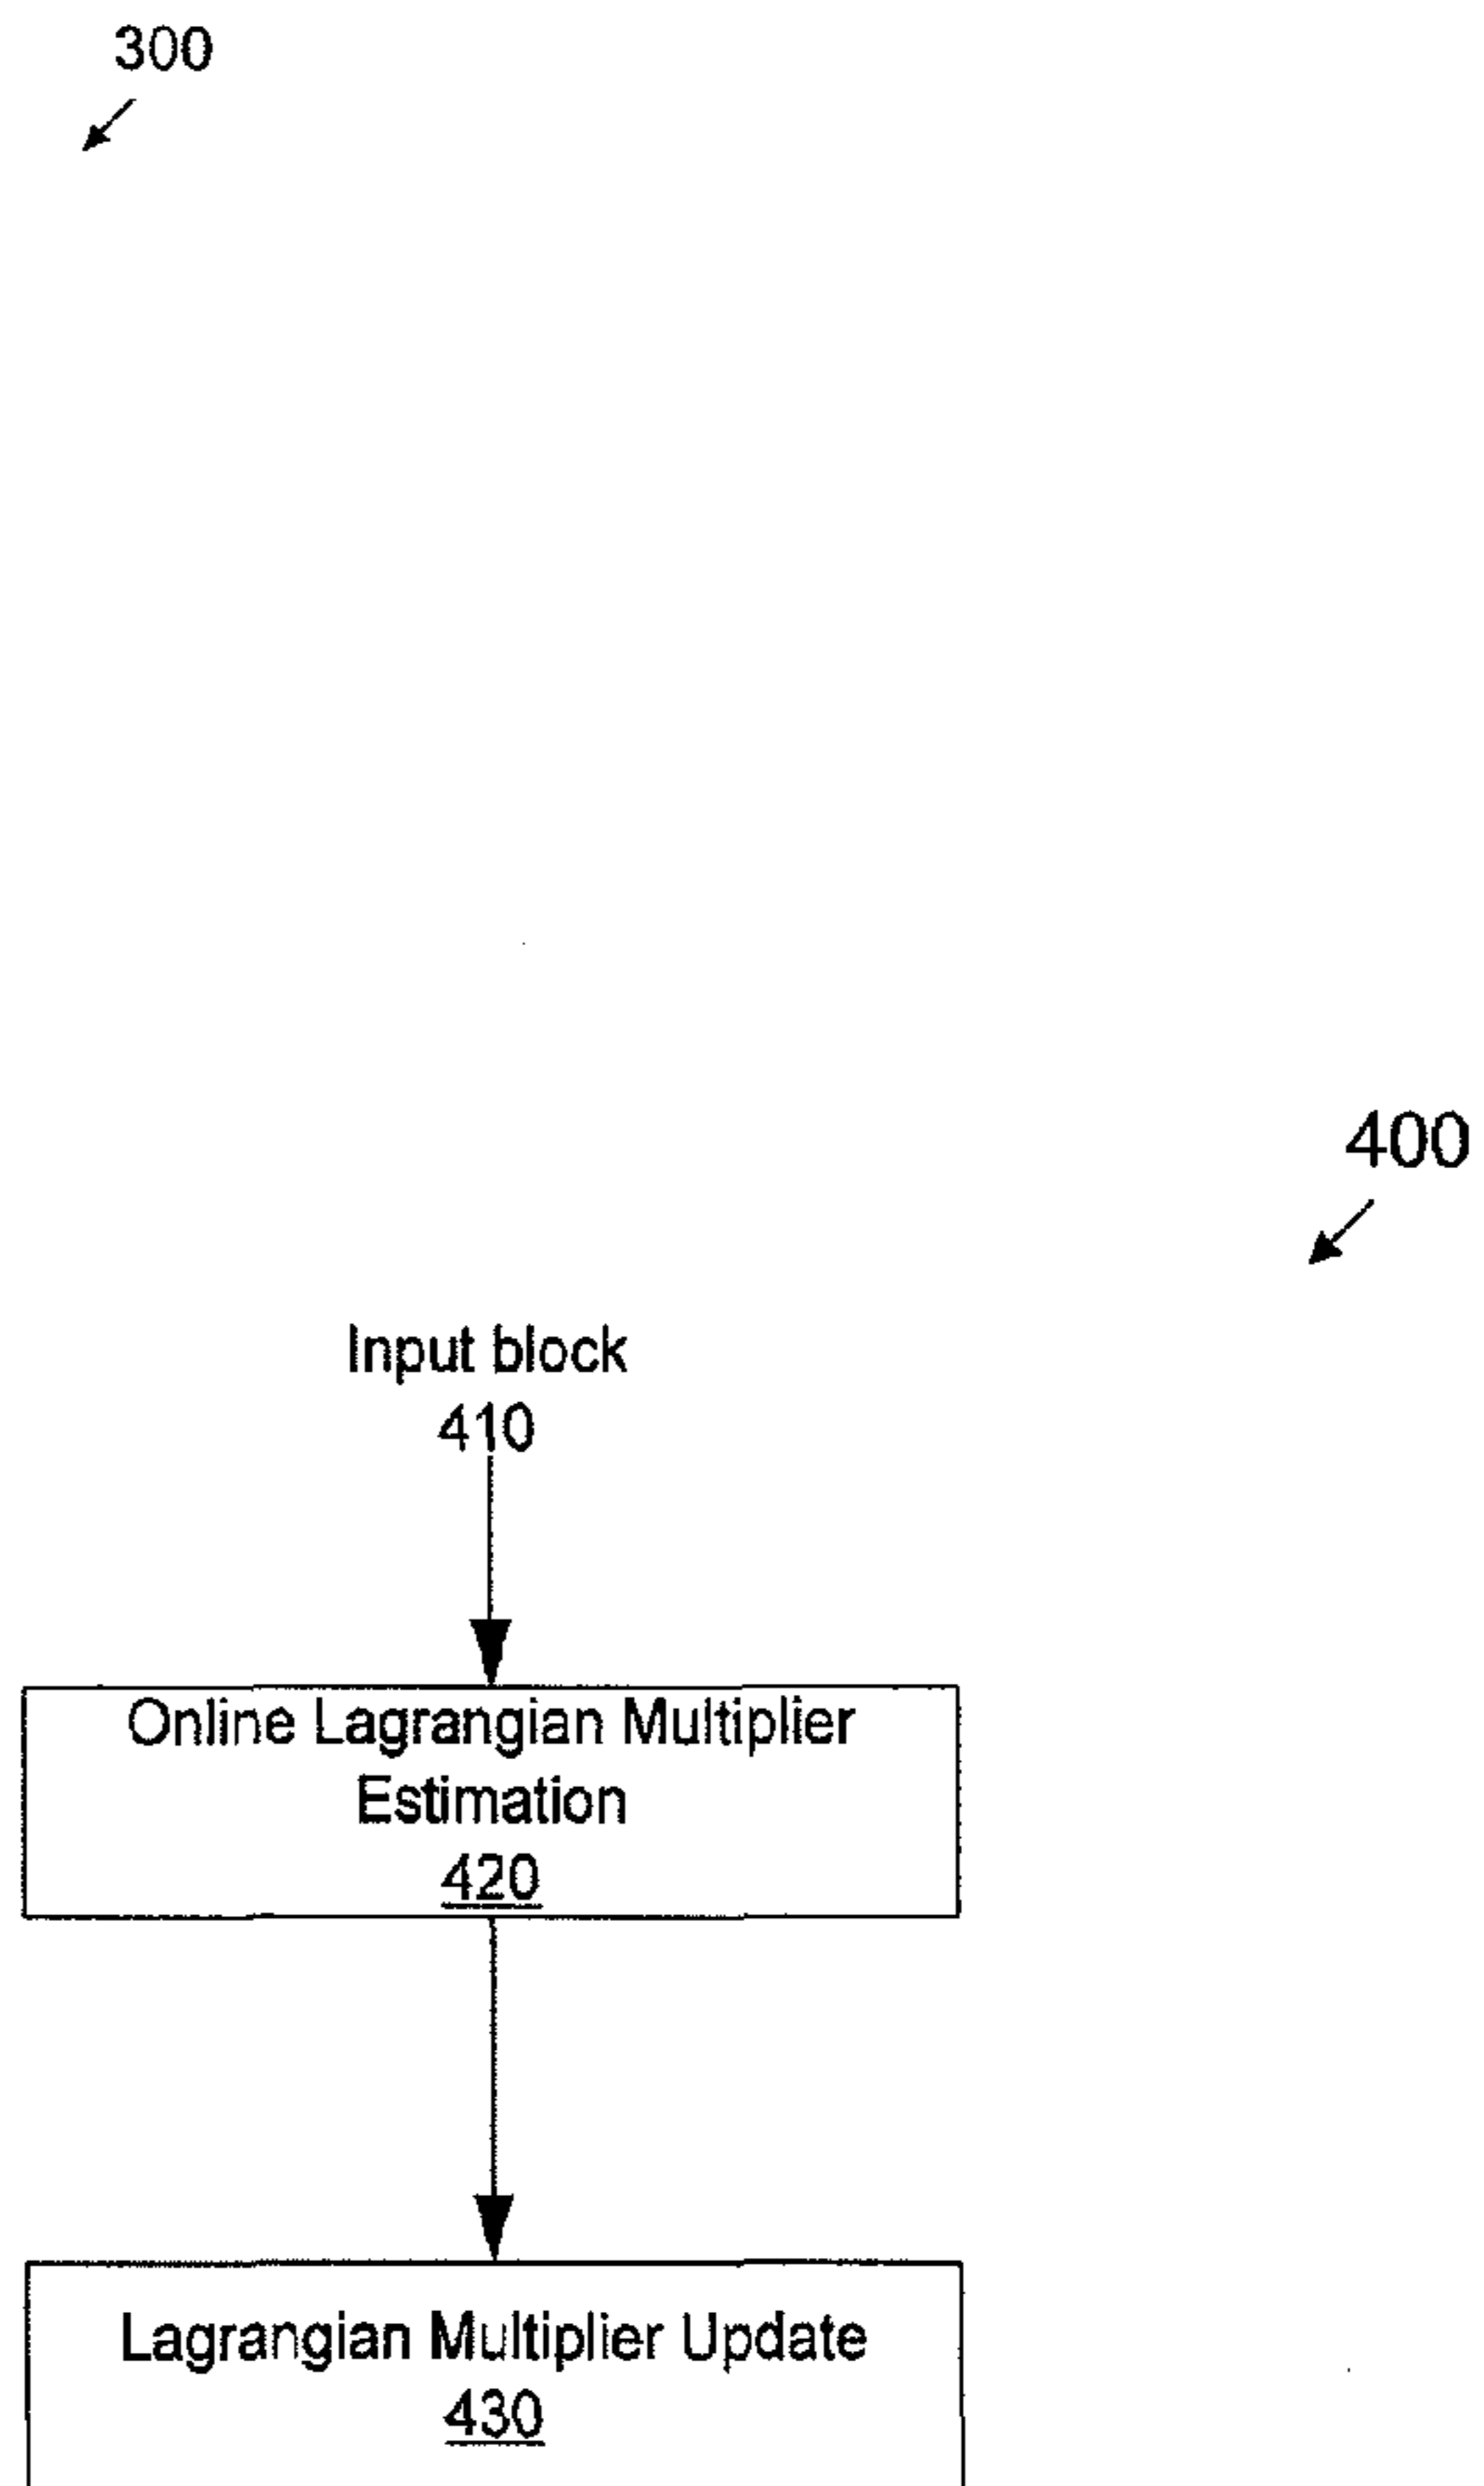 300
400
Input block
410
Online Lagrangian Multiplier
Estimation
420
Lagrangian Multiplier Update
430